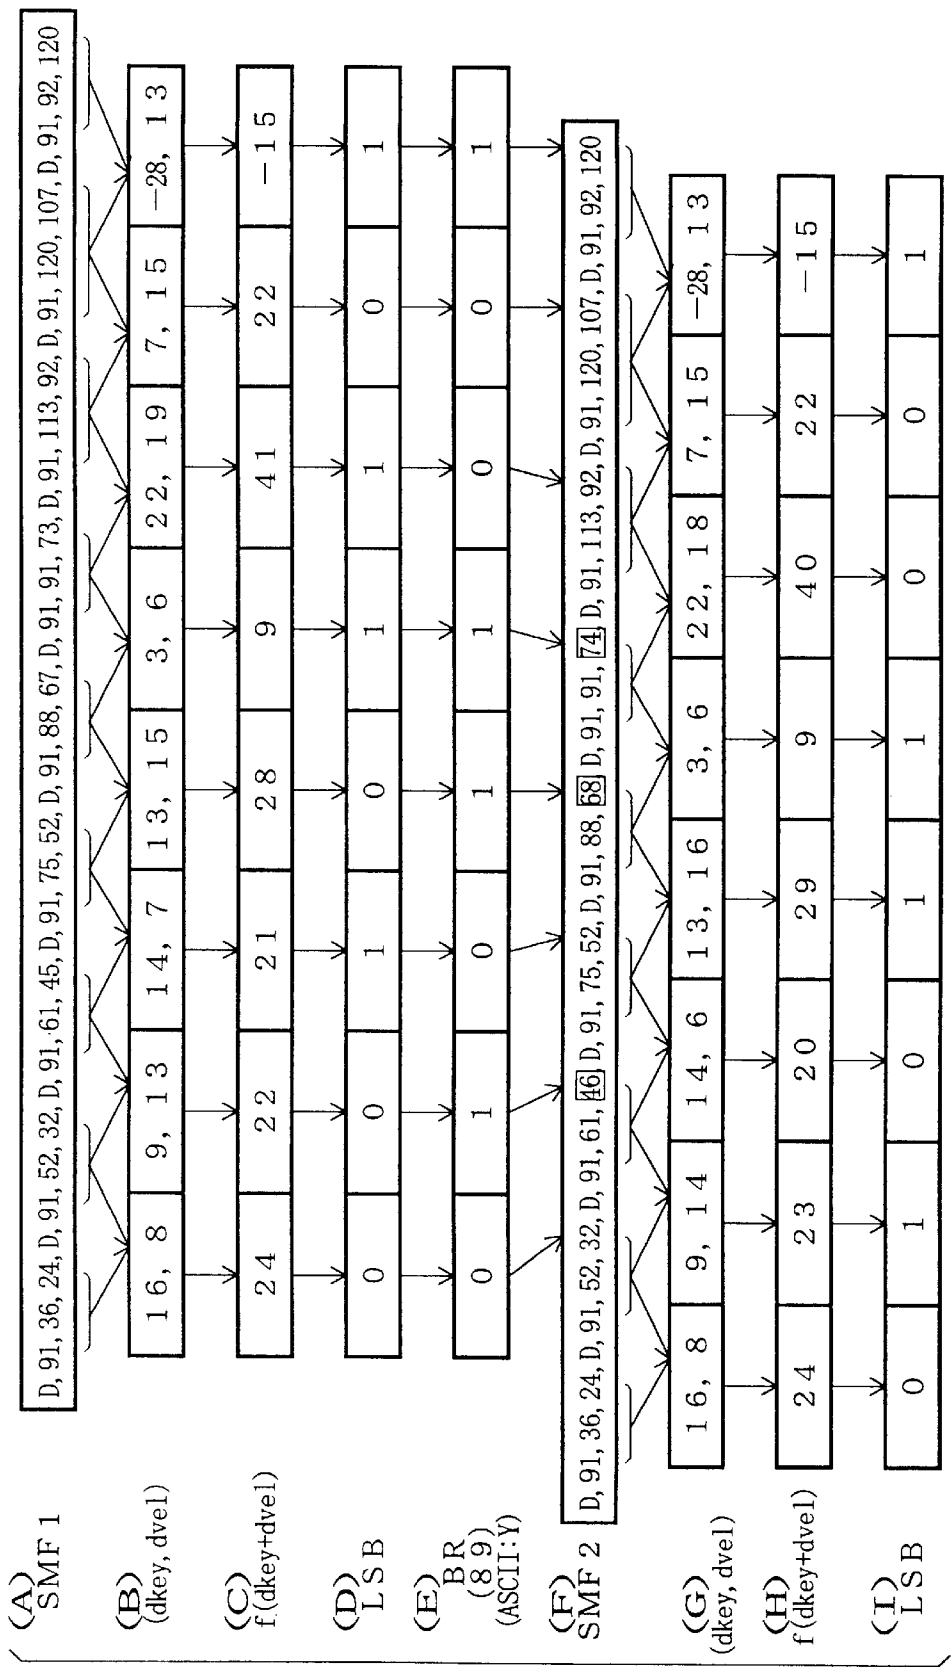 (A)
SMF 1
D, 91, 36, 24, D, 91, 52, 32, D, 91, 61, 45, D, 91, 75, 52, D, 91, 88, 67, D, 91, 91, 73, D, 91, 113, 92, D, 91, 120, 107, D, 91, 92, 120
(B)
(dkey, dvel)
16, 8
9, 13
14, 7
13, 15
3, 6
22, 19
7, 15
−28, 13
(C)
f(dkey+dvel)
24
22
21
28
9
41
22
−15
(D)
LSB
0
0
1
0
1
1
0
1
(E)
BR
(89)
(ASCII:Y)
0
1
0
1
1
0
0
1
(F)
SMF 2
D, 91, 36, 24, D, 91, 52, 32, D, 91, 61, 46, D, 91, 75, 52, D, 91, 88, 68, D, 91, 91, 74, D, 91, 113, 92, D, 91, 120, 107, D, 91, 92, 120
(G)
(dkey, dvel)
16, 8
9, 14
14, 6
13, 16
3, 6
22, 18
7, 15
−28, 13
(H)
f(dkey+dvel)
24
23
20
29
9
40
22
−15
(I)
LSB
0
1
0
1
1
0
0
1